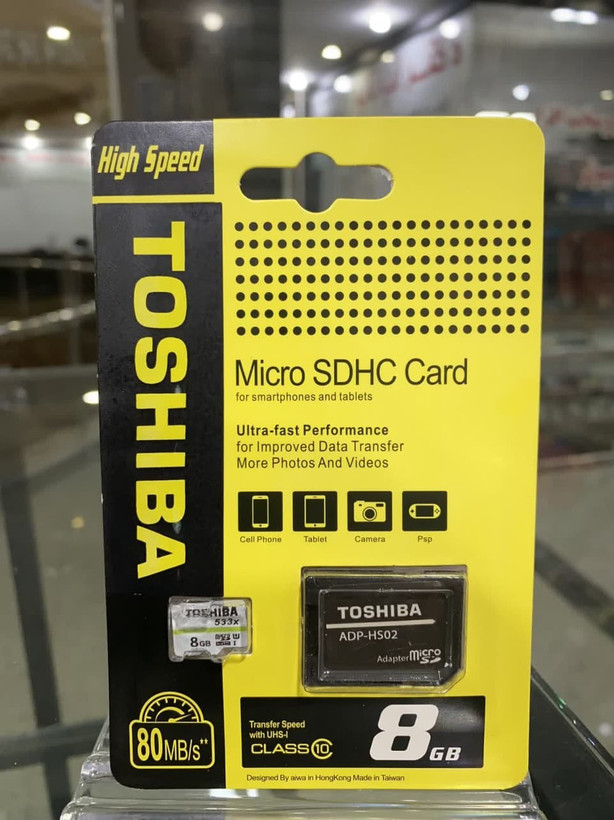 High Speed
TOSHIBA
Micro SDHC Card
for smartphones and tablets
Ultra-fast Performance
for Improved Data Transfer
More Photos And Videos
Cell Phone
Tablet
Camera
Psp
TOSHIBA
533x
8GB
TOSHIBA
ADP-HS02
Adapter micro SD
80MB/s**
Transfer Speed
with UHS-I
CLASS 10
8GB
Designed By aiwa in HongKong Made in Taiwan